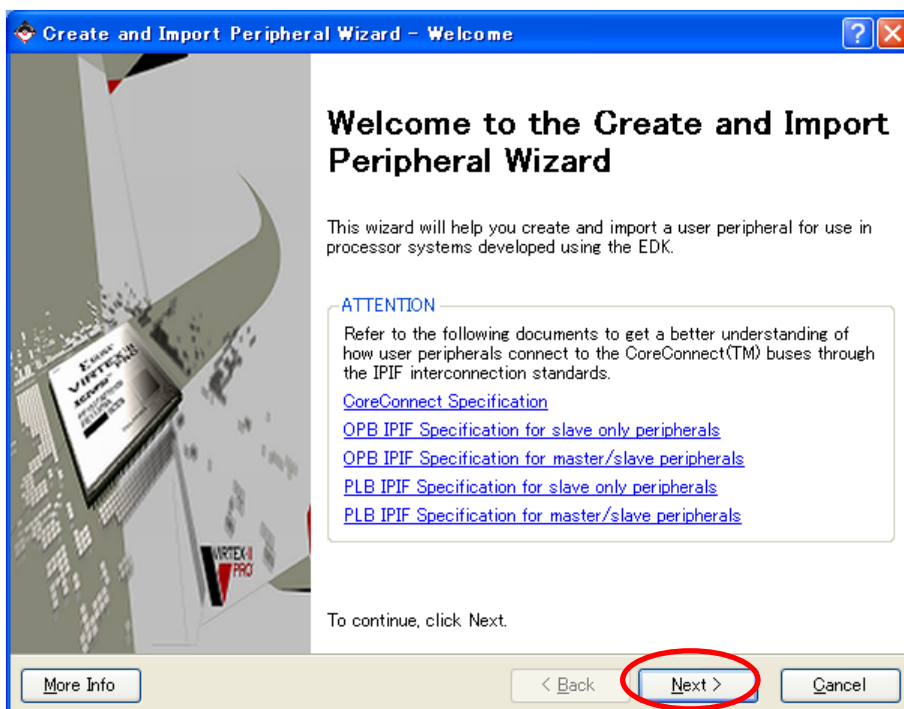 Create and Import Peripheral Wizard - Welcome
Welcome to the Create and Import
Peripheral Wizard
This wizard will help you create and import a user peripheral for use in
processor systems developed using the EDK.
ATTENTION
Refer to the following documents to get a better understanding of
how user peripherals connect to the CoreConnect(TM) buses through
the IPIF interconnection standards.
CoreConnect Specification
OPB IPIF Specification for slave only peripherals
OPB IPIF Specification for master/slave peripherals
PLB IPIF Specification for slave only peripherals
PLB IPIF Specification for master/slave peripherals
VIRTEX-II
PRO
To continue, click Next.
More Info
< Back
Next >
Cancel